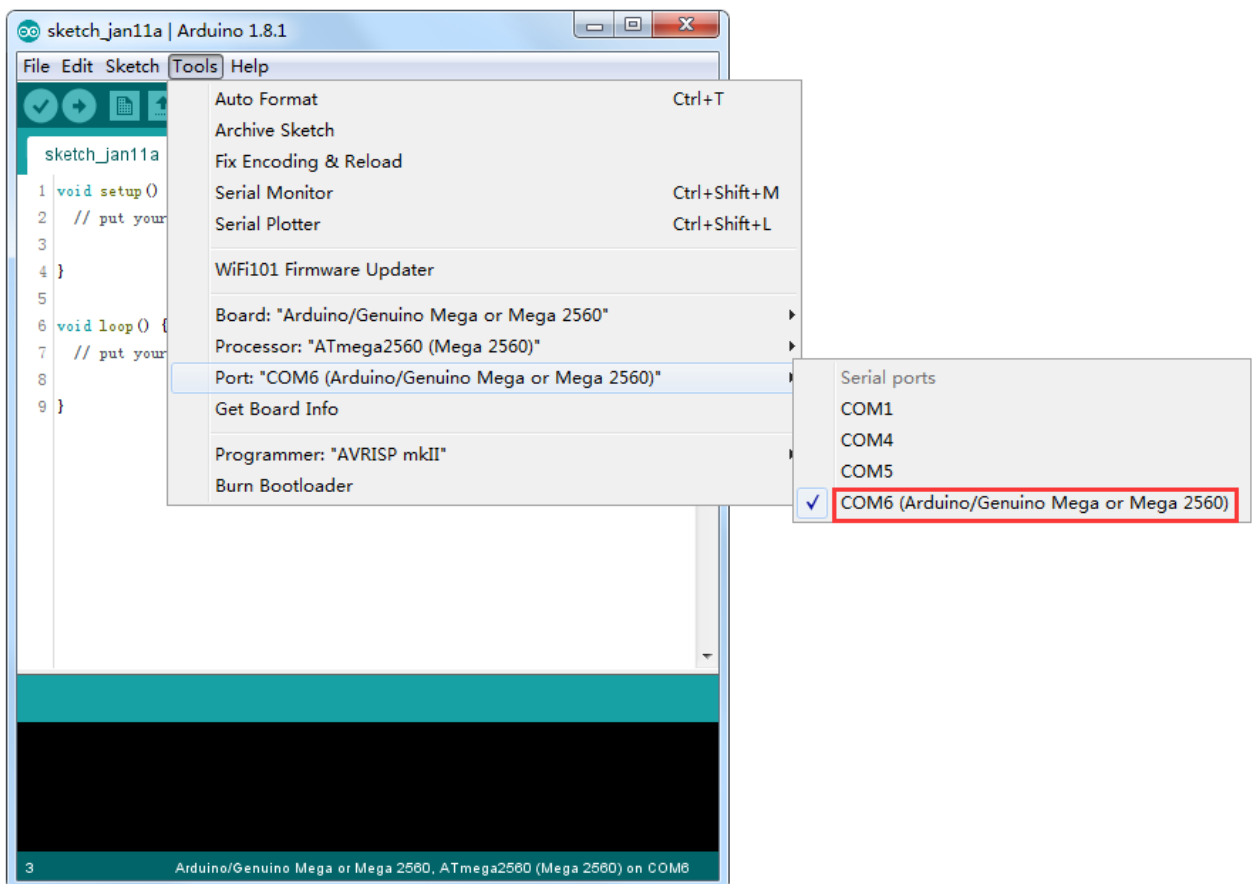 sketch_jan11a | Arduino 1.8.1
File Edit Sketch Tools Help
Auto Format Ctrl+T
Archive Sketch
Fix Encoding & Reload
Serial Monitor Ctrl+Shift+M
Serial Plotter Ctrl+Shift+L
WiFi101 Firmware Updater
Board: "Arduino/Genuino Mega or Mega 2560"
Processor: "ATmega2560 (Mega 2560)"
Port: "COM6 (Arduino/Genuino Mega or Mega 2560)"
Get Board Info
Programmer: "AVRISP mkII"
Burn Bootloader
Serial ports
COM1
COM4
COM5
COM6 (Arduino/Genuino Mega or Mega 2560)
sketch_jan11a
1 void setup()
2 // put your
3
4 }
5
6 void loop() {
7 // put your
8
9 }
3 Arduino/Genuino Mega or Mega 2560, ATmega2560 (Mega 2560) on COM6